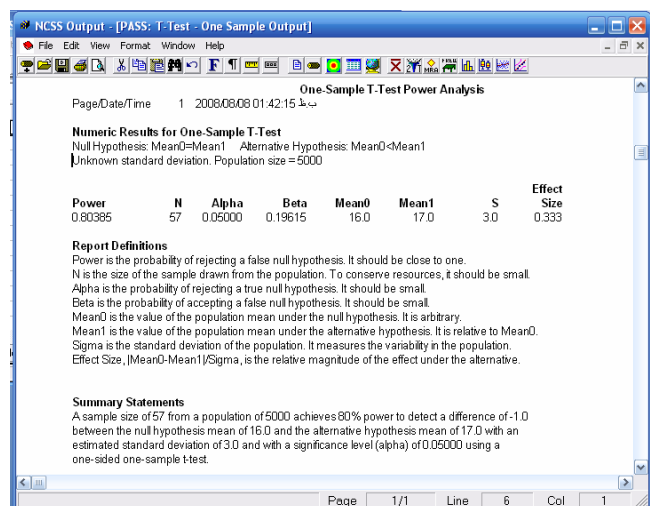 NCSS Output - [PASS: T-Test - One Sample Output]
File Edit View Format Window Help
One-Sample T-Test Power Analysis
Page/Date/Time 1 2008/08/08 01:42:15 ب.ظ
Numeric Results for One-Sample T-Test
Null Hypothesis: Mean0=Mean1 Alternative Hypothesis: Mean0<Mean1
Unknown standard deviation. Population size = 5000
Effect
Power N Alpha Beta Mean0 Mean1 S Size
0.80385 57 0.05000 0.19615 16.0 17.0 3.0 0.333
Report Definitions
Power is the probability of rejecting a false null hypothesis. It should be close to one.
N is the size of the sample drawn from the population. To conserve resources, it should be small.
Alpha is the probability of rejecting a true null hypothesis. It should be small.
Beta is the probability of accepting a false null hypothesis. It should be small.
Mean0 is the value of the population mean under the null hypothesis. It is arbitrary.
Mean1 is the value of the population mean under the alternative hypothesis. It is relative to Mean0.
Sigma is the standard deviation of the population. It measures the variability in the population.
Effect Size, |Mean0-Mean1|/Sigma, is the relative magnitude of the effect under the alternative.
Summary Statements
A sample size of 57 from a population of 5000 achieves 80% power to detect a difference of -1.0
between the null hypothesis mean of 16.0 and the alternative hypothesis mean of 17.0 with an
estimated standard deviation of 3.0 and with a significance level (alpha) of 0.05000 using a
one-sided one-sample t-test.
Page 1/1 Line 6 Col 1